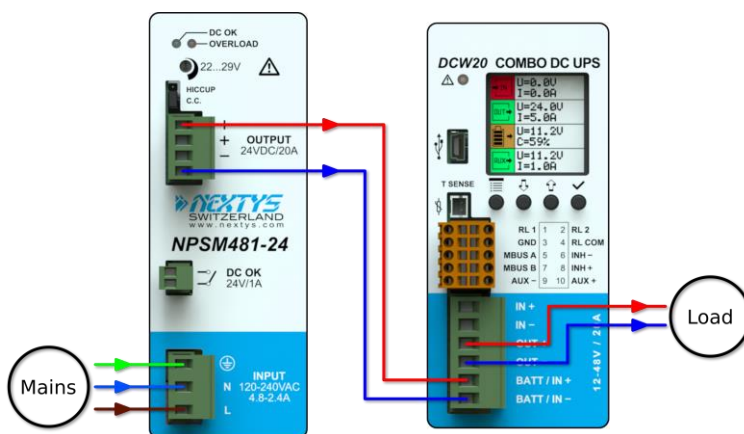 DC OK
OVERLOAD
22...29V
HICCUP
C.C.
+
+
−
OUTPUT
24VDC/20A
NEXTYS
SWITZERLAND
www.nextys.com
NPSM481-24
DC OK
24V/1A
INPUT
120-240VAC
4.8-2.4A
N
L
Mains
DCW20 COMBO DC UPS
IN
U=0.0V
I=0.0A
OUT
U=24.0V
I=5.0A
U=11.2V
C=59%
AUX
U=11.2V
I=1.0A
T SENSE
RL 1 1 2 RL 2
GND 3 4 RL COM
MBUS A 5 6 INH −
MBUS B 7 8 INH +
AUX − 9 10 AUX +
IN +
IN −
OUT +
OUT −
BATT / IN +
BATT / IN −
12-48V / 20A
Load